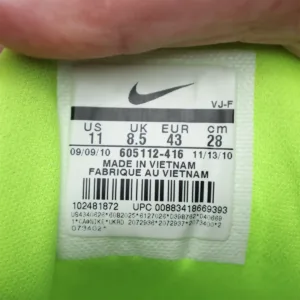 VJ-F
US UK EUR cm
11 8.5 43 28
09/09/10 605112-416 11/13/10
MADE IN VIETNAM
FABRIQUE AU VIETNAM
102481872 UPC 00883418669393